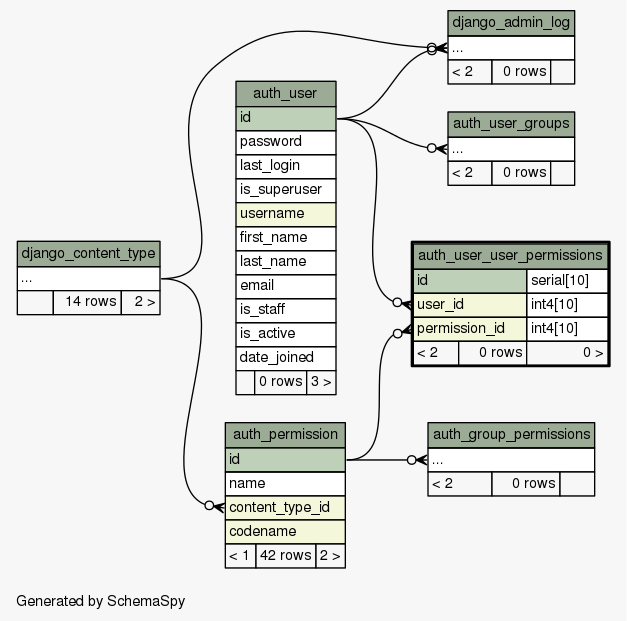 django_admin_log
...
< 2 0 rows
auth_user
id
password
last_login
is_superuser
username
first_name
last_name
email
is_staff
is_active
date_joined
0 rows 3 >
auth_user_groups
...
< 2 0 rows
django_content_type
...
14 rows 2 >
auth_user_user_permissions
id serial[10]
user_id int4[10]
permission_id int4[10]
< 2 0 rows 0 >
auth_permission
id
name
content_type_id
codename
< 1 42 rows 2 >
auth_group_permissions
...
< 2 0 rows
Generated by SchemaSpy